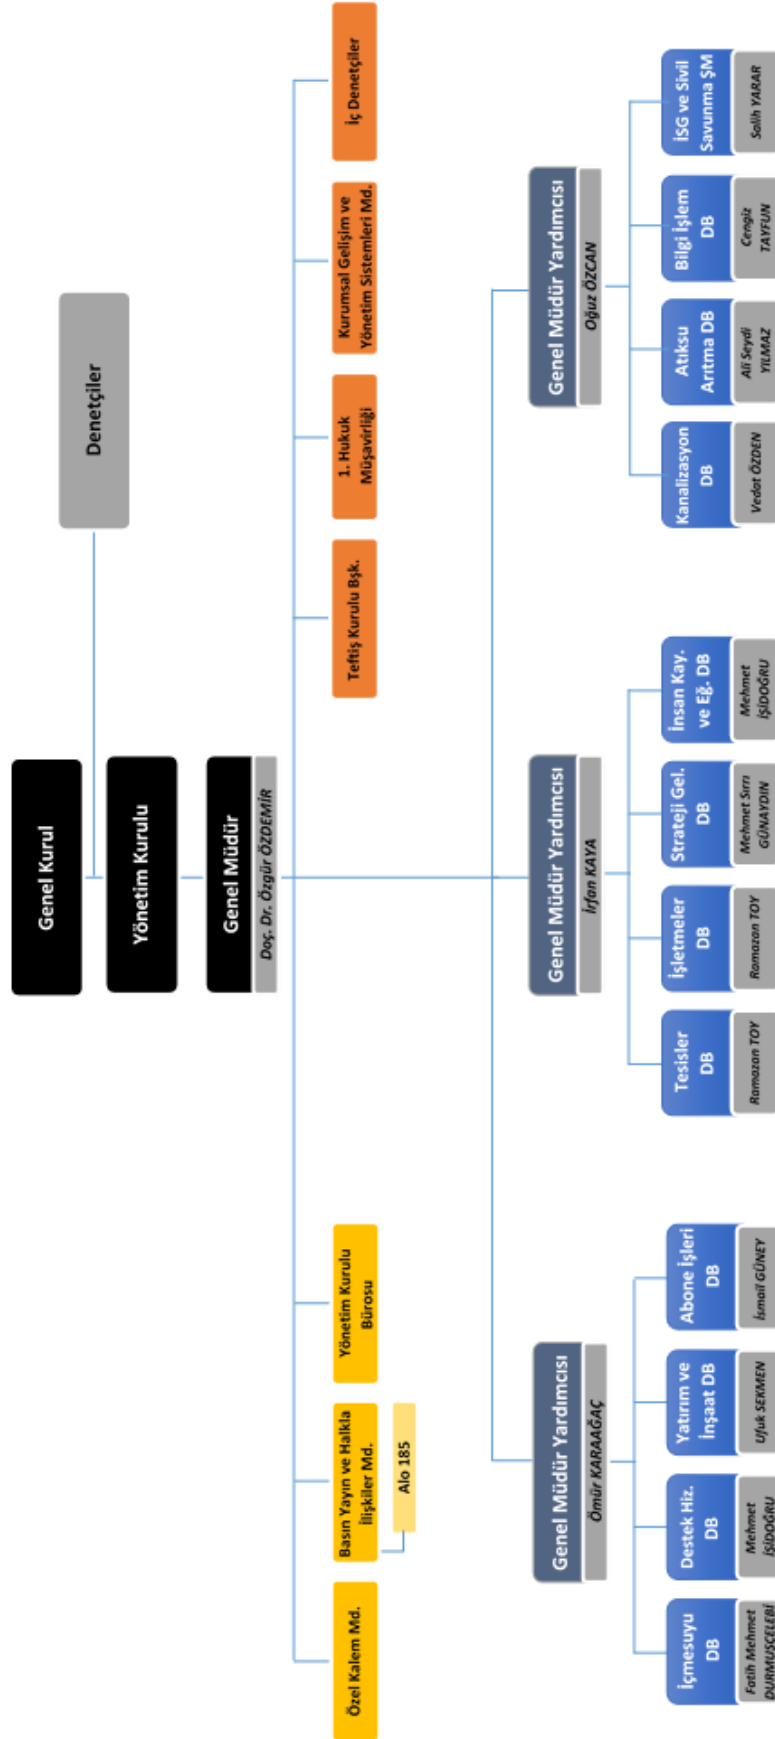 Genel Kurul
Denetçiler
Yönetim Kurulu
Genel Müdür
Doç. Dr. Özgür ÖZDEMİR
Özel Kalem Md.
Basın Yayın ve Halkla
İlişkiler Md.
Alo 185
Yönetim Kurulu
Bürosu
Teftiş Kurulu Bşk.
1. Hukuk
Müşavirliği
Kurumsal Gelişim ve
Yönetim Sistemleri Md.
İç Denetçiler
Genel Müdür Yardımcısı
Ömür KARAAĞAÇ
Genel Müdür Yardımcısı
İrfan KAYA
Genel Müdür Yardımcısı
Oğuz ÖZCAN
İçmesuyu
DB
Fatih Mehmet
DURMUŞÇELEBİ
Destek Hiz.
DB
Mehmet
İŞİDOĞRU
Yatırım ve
İnşaat DB
Ufuk SEKMEN
Abone İşleri
DB
İsmail GÜNEY
Tesisler
DB
Ramazan TOY
İşletmeler
DB
Ramazan TOY
Strateji Gel.
DB
Mehmet Sırrı
GÜNAYDIN
İnsan Kay.
ve Eğ. DB
Mehmet
İŞİDOĞRU
Kanalizasyon
DB
Vedat ÖZDEN
Atıksu
Arıtma DB
Ali Seydi
YILMAZ
Bilgi İşlem
DB
Cengiz
TAYFUN
İSG ve Sivil
Savunma ŞM
Salih YARAR